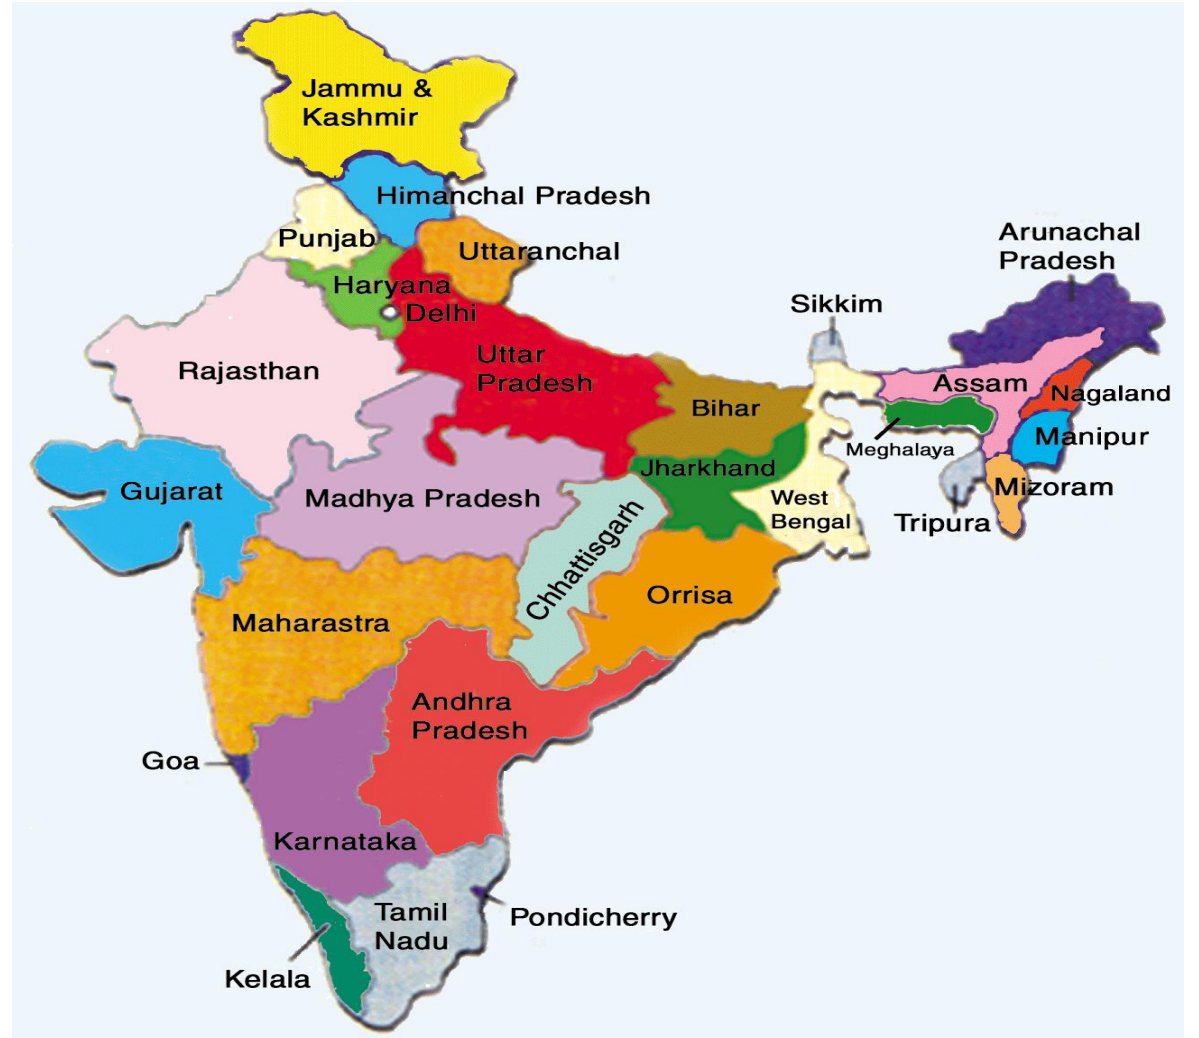 Jammu &
Kashmir
Himanchal Pradesh
Punjab
Uttaranchal
Haryana
Delhi
Arunachal
Pradesh
Sikkim
Rajasthan
Uttar
Pradesh
Bihar
Assam
Nagaland
Manipur
Meghalaya
Jharkhand
Gujarat
Madhya Pradesh
West
Bengal
Mizoram
Tripura
Chhattisgarh
Orrisa
Maharastra
Andhra
Pradesh
Goa
Karnataka
Tamil
Nadu
Pondicherry
Kelala